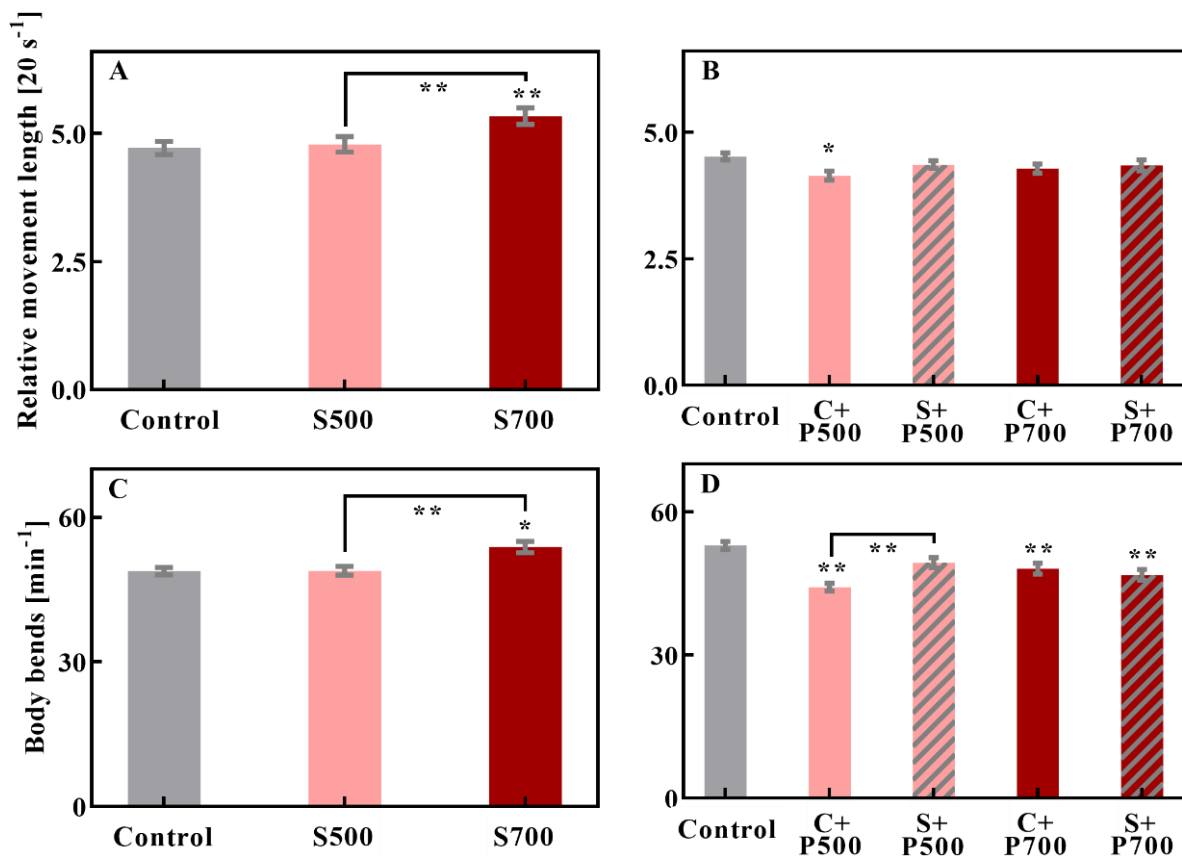 Relative movement length [20 s⁻¹]
A
**
**
5.0
2.5
0.0
Control
S500
S700
B
*
5.0
2.5
0.0
Control
C+
P500
S+
P500
C+
P700
S+
P700
Body bends [min⁻¹]
C
**
*
60
30
0
Control
S500
S700
D
**
**
**
**
60
30
0
Control
C+
P500
S+
P500
C+
P700
S+
P700